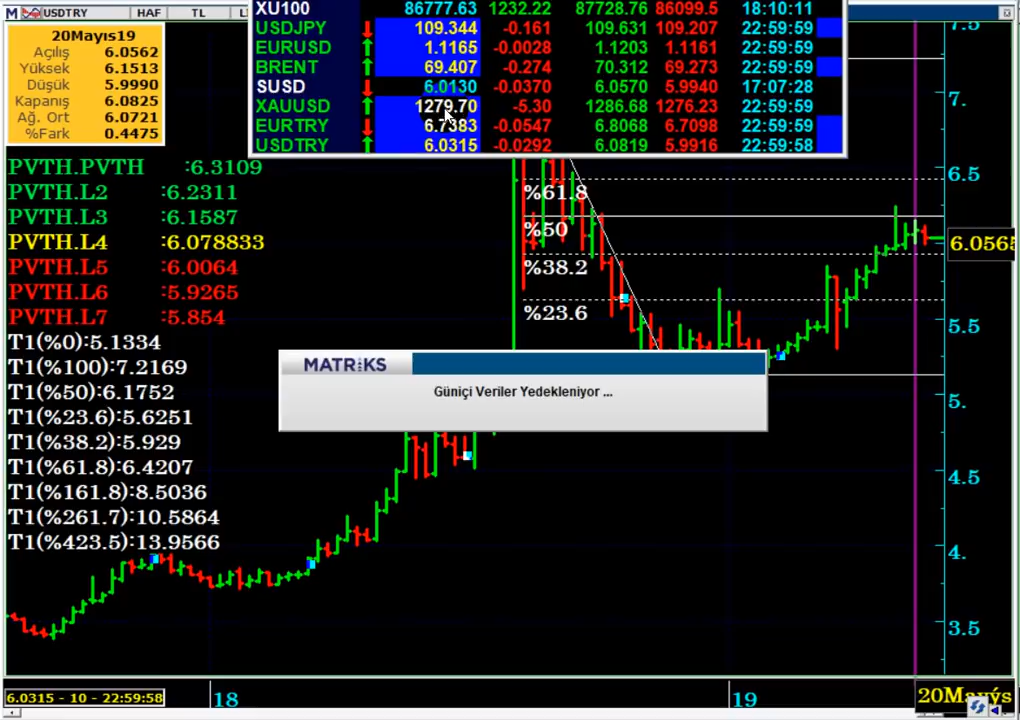 M USDTRY HAF TL
20Mayıs19
Açılış 6.0562
Yüksek 6.1513
Düşük 5.9990
Kapanış 6.0825
Ağ. Ort 6.0721
%Fark 0.4475
XU100 86777.63 1232.22 87728.76 86099.5 18:10:11
USDJPY 109.344 -0.161 109.631 109.207 22:59:59
EURUSD 1.1165 -0.0028 1.1203 1.1161 22:59:59
BRENT 69.407 -0.274 70.312 69.273 22:59:59
SUSD 6.0130 -0.0370 6.0570 5.9940 17:07:28
XAUUSD 1279.70 -5.30 1286.68 1276.23 22:59:59
EURTRY 6.7383 -0.0547 6.8068 6.7098 22:59:59
USDTRY 6.0315 -0.0292 6.0819 5.9916 22:59:58
PVTH.PVTH :6.3109
PVTH.L2 :6.2311
PVTH.L3 :6.1587
PVTH.L4 :6.078833
PVTH.L5 :6.0064
PVTH.L6 :5.9265
PVTH.L7 :5.854
T1(%0):5.1334
T1(%100):7.2169
T1(%50):6.1752
T1(%23.6):5.6251
T1(%38.2):5.929
T1(%61.8):6.4207
T1(%161.8):8.5036
T1(%261.7):10.5864
T1(%423.5):13.9566
%61.8
%50
%38.2
%23.6
MATRiKS
Güniçi Veriler Yedekleniyor ...
7.5
7.
6.5
6.0565
5.5
5.
4.5
4.
3.5
6.0315 - 10 - 22:59:58
18
19
20Mayýs